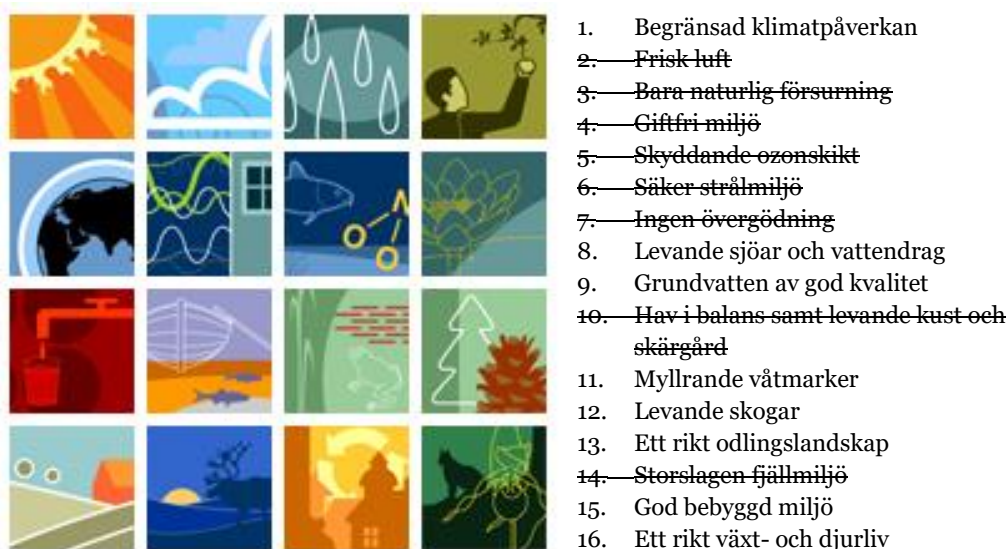 1. Begränsad klimatpåverkan
2. Frisk luft
3. Bara naturlig försurning
4. Giftfri miljö
5. Skyddande ozonskikt
6. Säker strålmiljö
7. Ingen övergödning
8. Levande sjöar och vattendrag
9. Grundvatten av god kvalitet
10. Hav i balans samt levande kust och
skärgård
11. Myllrande våtmarker
12. Levande skogar
13. Ett rikt odlingslandskap
14. Storslagen fjällmiljö
15. God bebyggd miljö
16. Ett rikt växt- och djurliv